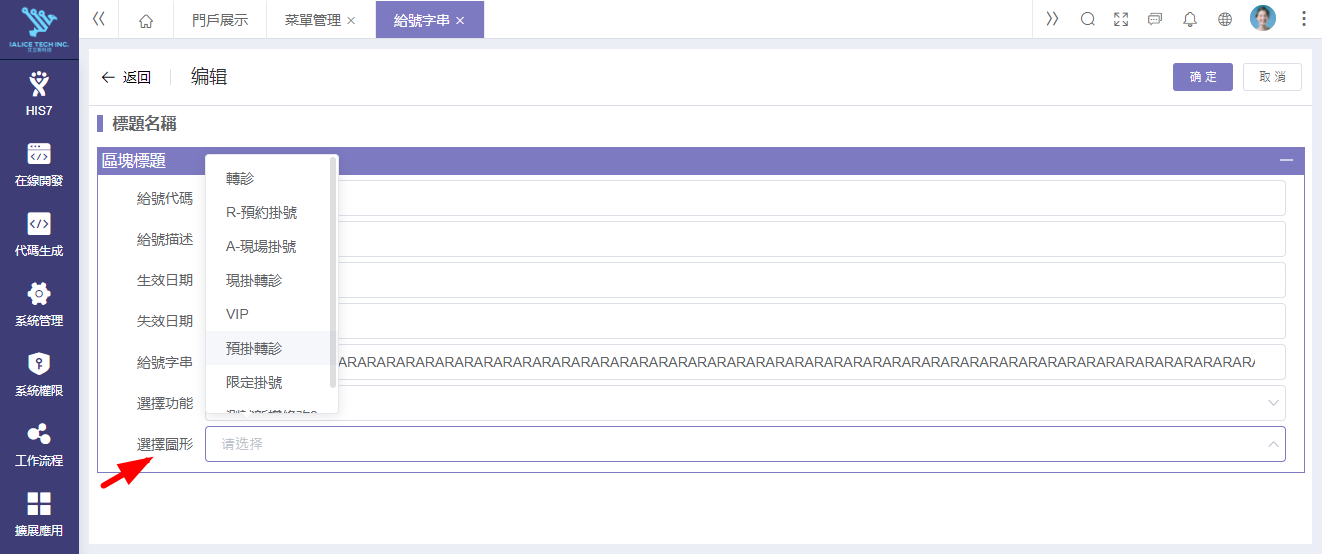 IALICE TECH INC.
門戶展示
菜單管理
給號字串
HIS7
在線開發
代碼生成
系統管理
系統權限
工作流程
擴展應用
返回
编辑
确 定
取 消
標題名稱
區塊標題
給號代碼
給號描述
生效日期
失效日期
給號字串
選擇功能
選擇圖形
请选择
轉診
R-預約掛號
A-現場掛號
現掛轉診
VIP
預掛轉診
限定掛號